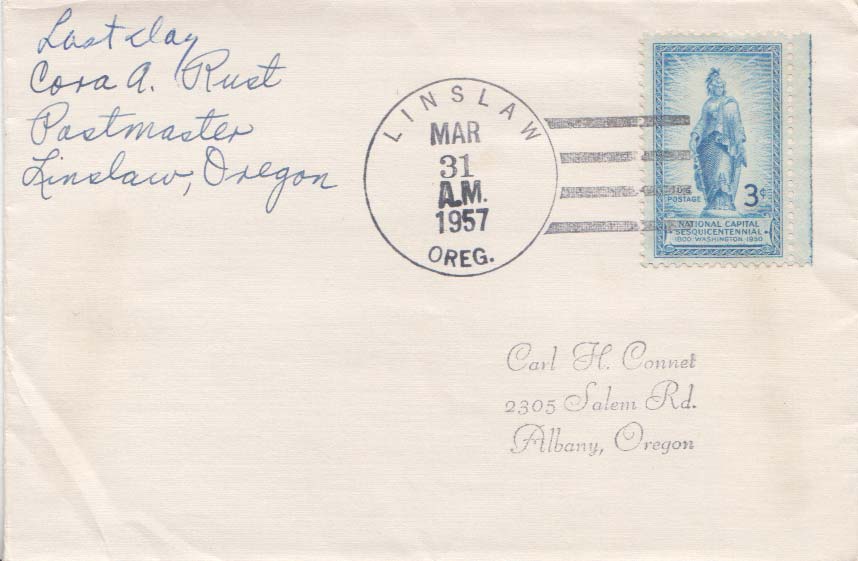 Last day
Cora A. Rust
Postmaster
Linslaw, Oregon
LINSLAW
MAR
31
A.M.
1957
OREG.
U.S. POSTAGE
3¢
NATIONAL CAPITAL
SESQUICENTENNIAL
1800 WASHINGTON 1950
Carl H. Connet
2305 Salem Rd.
Albany, Oregon